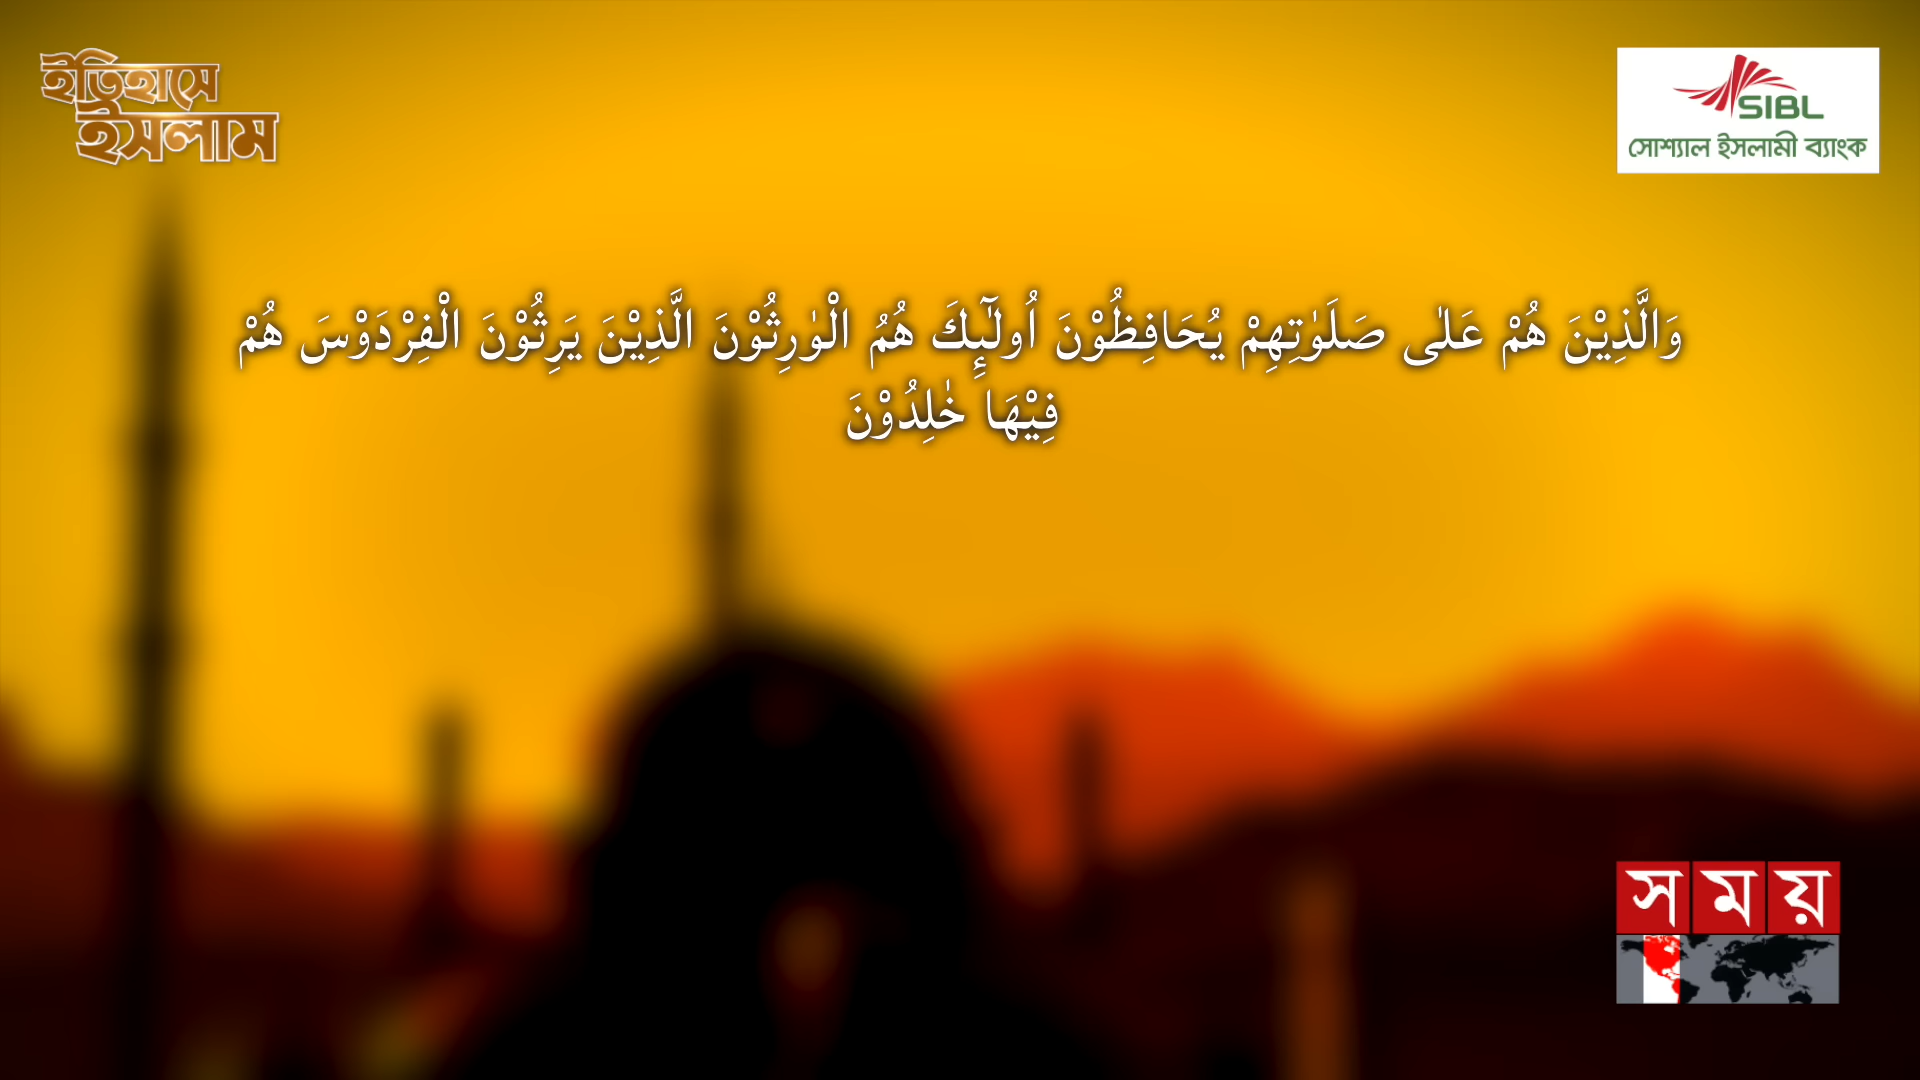 ইতিহাসে
ইসলাম
SIBL
সোশ্যাল ইসলামী ব্যাংক
وَالَّذِيْنَ هُمْ عَلٰى صَلَوٰتِهِمْ يُحَافِظُوْنَ اُولٰٓىِٕكَ هُمُ الْوٰرِثُوْنَ الَّذِيْنَ يَرِثُوْنَ الْفِرْدَوْسَ هُمْ
فِيْهَا خٰلِدُوْنَ
সময়